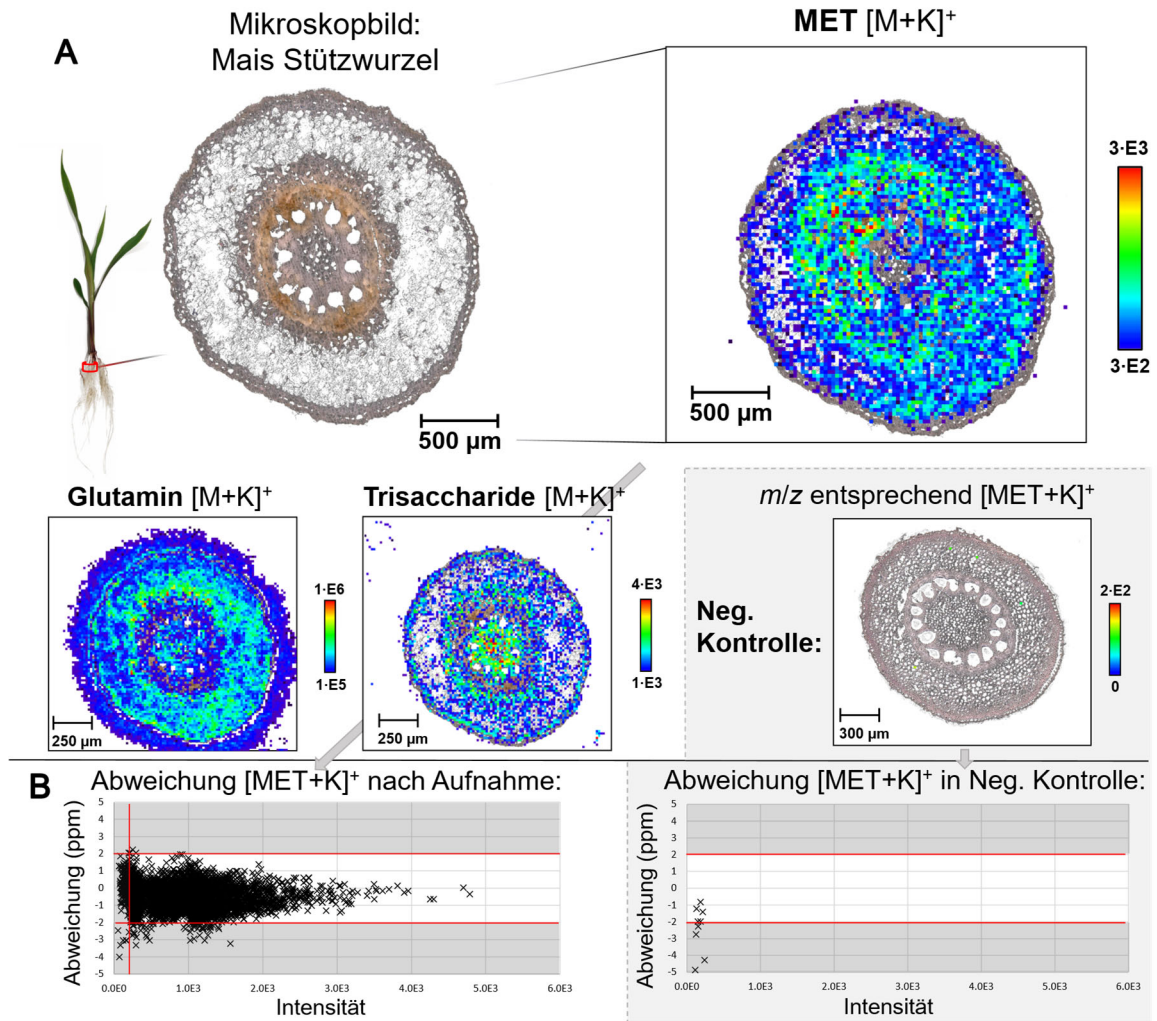 A
Mikroskopbild:
Mais Stützwurzel
500 µm
MET [M+K]⁺
500 µm
3·E3
3·E2
Glutamin [M+K]⁺
250 µm
1·E6
1·E5
Trisaccharide [M+K]⁺
250 µm
4·E3
1·E3
m/z entsprechend [MET+K]⁺
Neg.
Kontrolle:
300 µm
2·E2
0
B
Abweichung [MET+K]⁺ nach Aufnahme:
Abweichung (ppm)
5
4
3
2
1
0
-1
-2
-3
-4
-5
0.0E0 1.0E3 2.0E3 3.0E3 4.0E3 5.0E3 6.0E3
Intensität
Abweichung [MET+K]⁺ in Neg. Kontrolle:
Abweichung (ppm)
5
4
3
2
1
0
-1
-2
-3
-4
-5
0.0E0 1.0E3 2.0E3 3.0E3 4.0E3 5.0E3 6.0E3
Intensität